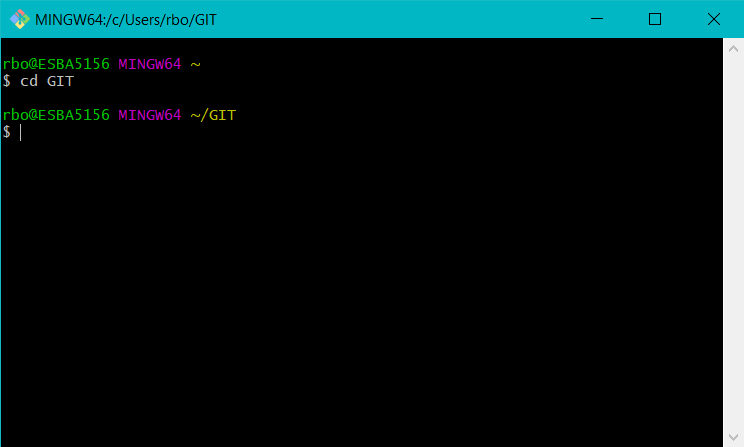 MINGW64:/c/Users/rbo/GIT
rbo@ESBA5156 MINGW64 ~
$ cd GIT
rbo@ESBA5156 MINGW64 ~/GIT
$